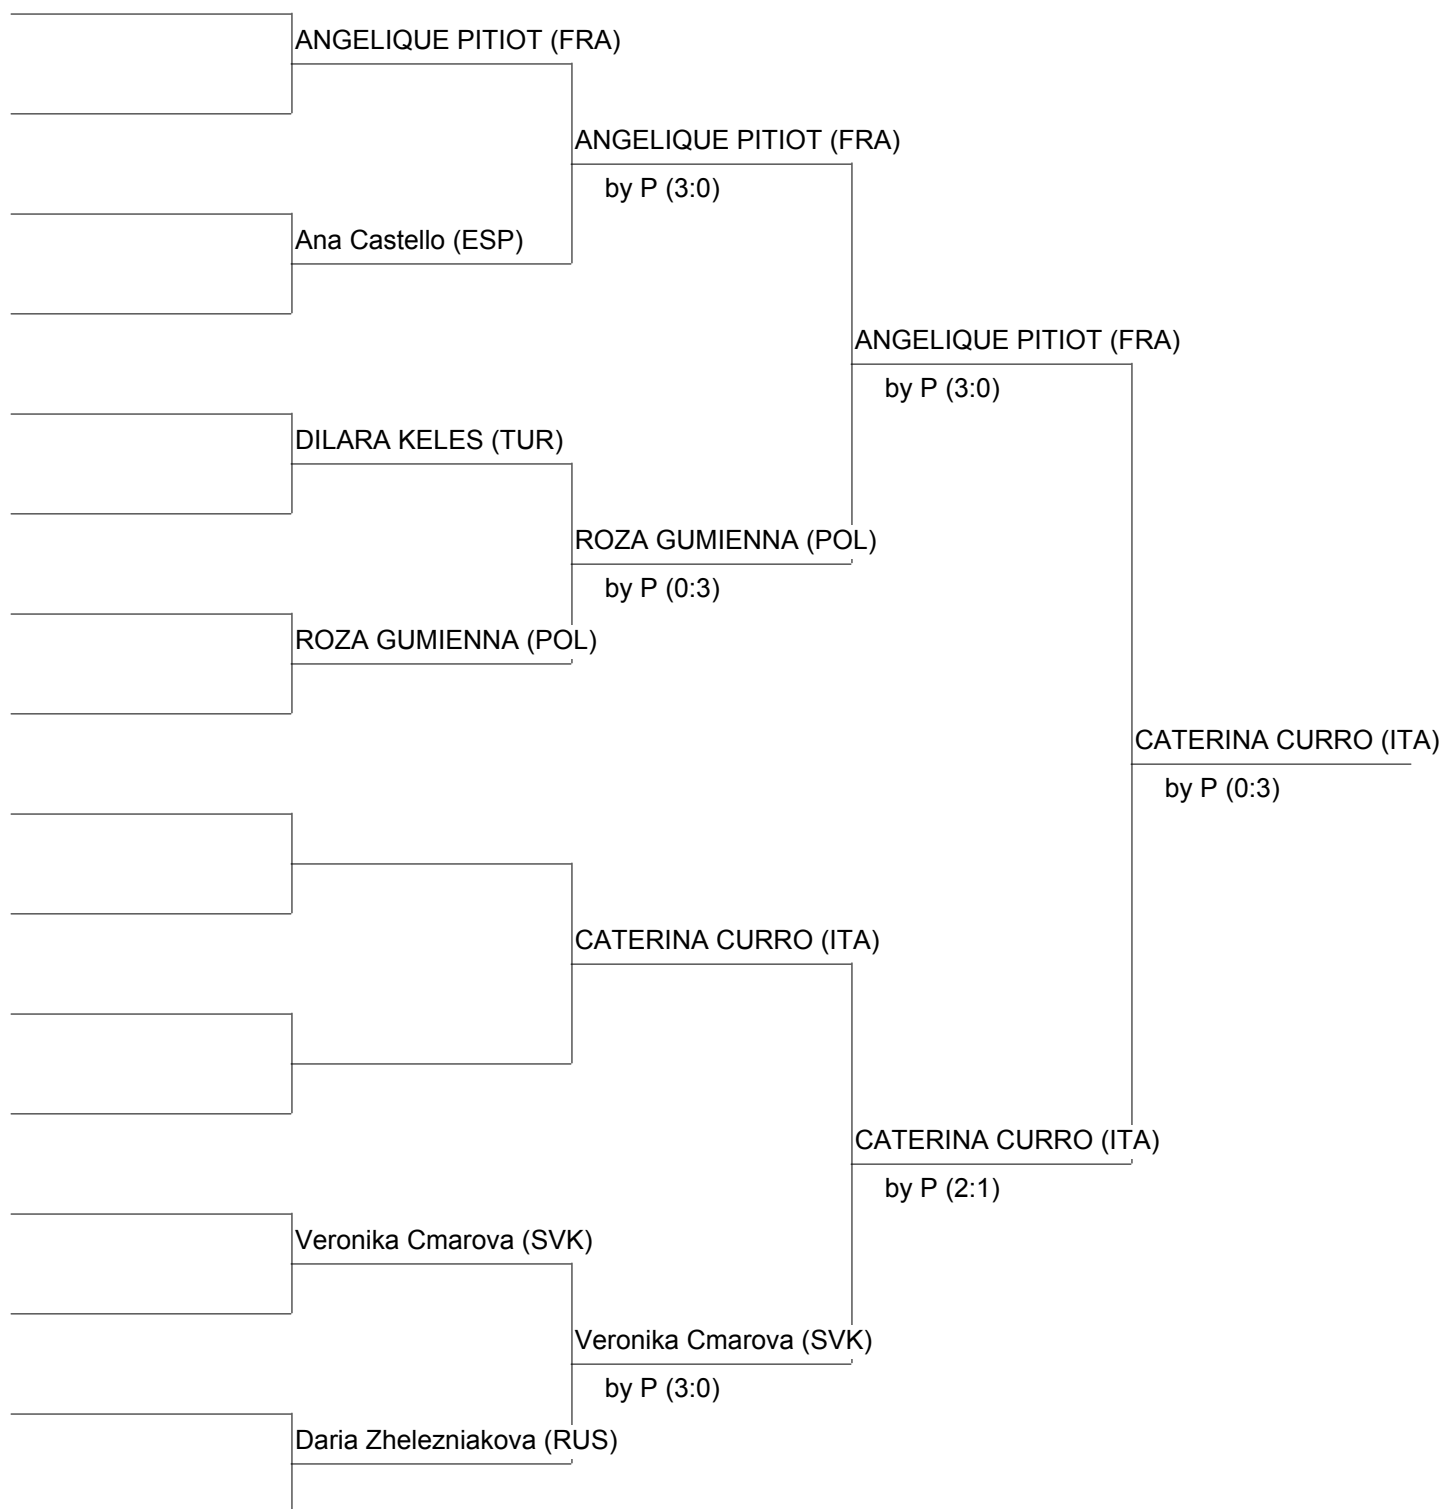 ANGELIQUE PITIOT (FRA)
ANGELIQUE PITIOT (FRA)
by P (3:0)
Ana Castello (ESP)
ANGELIQUE PITIOT (FRA)
by P (3:0)
DILARA KELES (TUR)
ROZA GUMIENNA (POL)
by P (0:3)
ROZA GUMIENNA (POL)
CATERINA CURRO (ITA)
by P (0:3)
CATERINA CURRO (ITA)
CATERINA CURRO (ITA)
by P (2:1)
Veronika Cmarova (SVK)
Veronika Cmarova (SVK)
by P (3:0)
Daria Zhelezniakova (RUS)